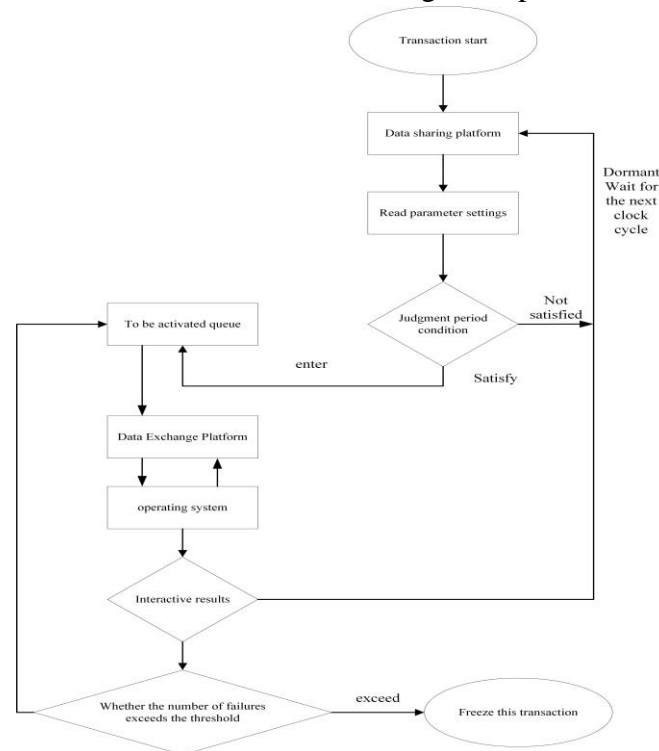 Transaction start
Data sharing platform
Dormant
Wait for
the next
clock
cycle
Read parameter settings
To be activated queue
Judgment period
condition
Not
satisfied
enter
Satisfy
Data Exchange Platform
operating system
Interactive results
Whether the number of failures
exceeds the threshold
exceed
Freeze this transaction